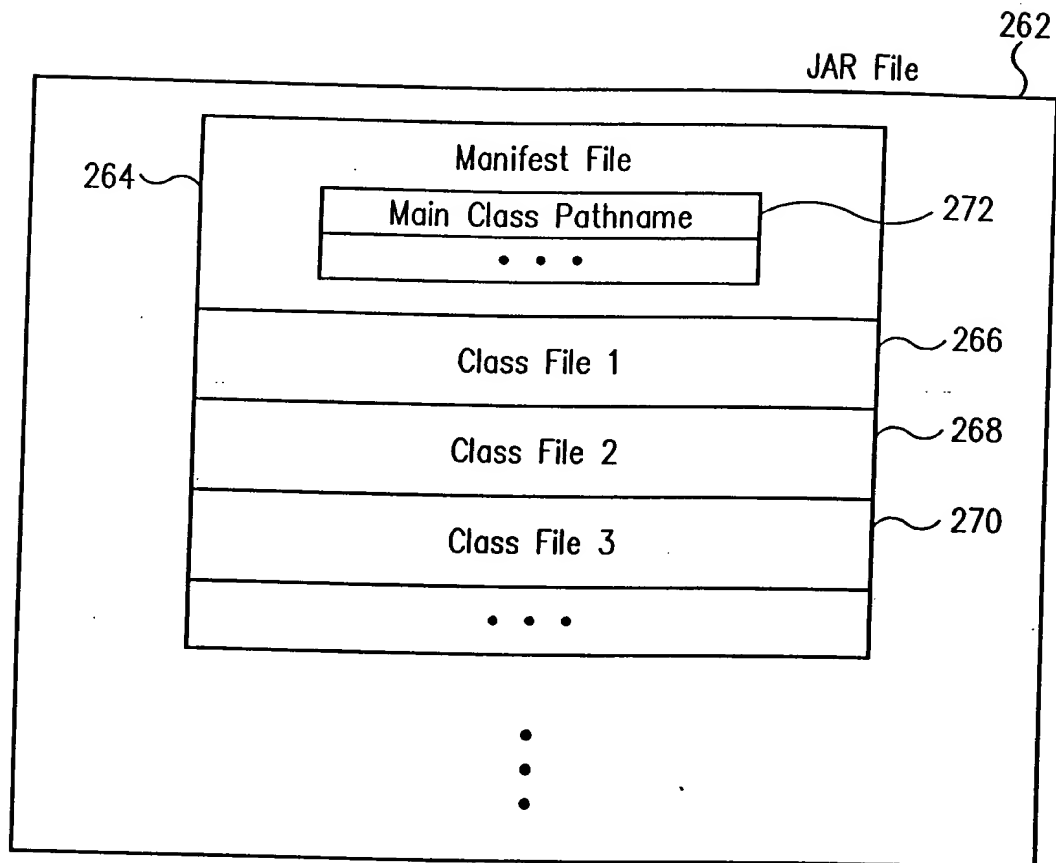 262
JAR File
Manifest File
264
Main Class Pathname
272
• • •
Class File 1
266
Class File 2
268
Class File 3
270
• • •